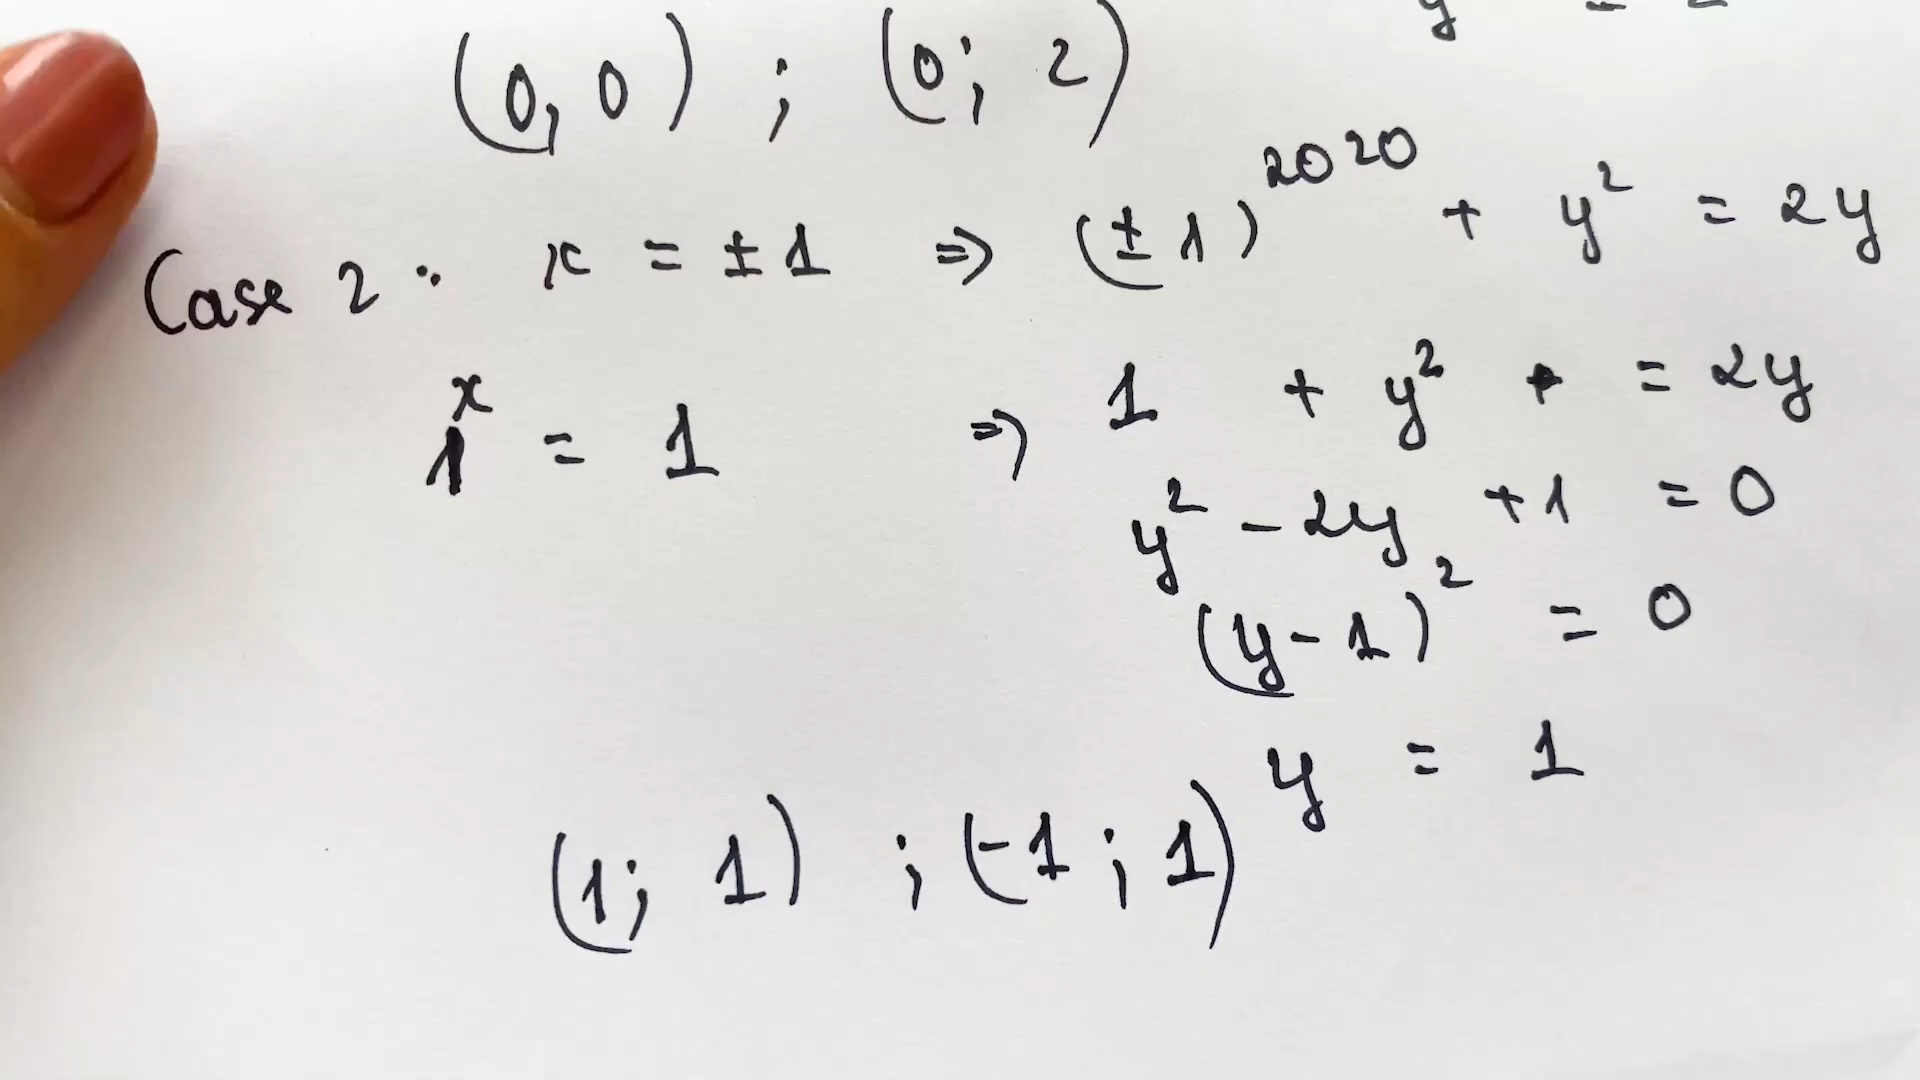 (0, 0) ; (0; 2)
Case 2: x = ±1 ⇒ (±1)^2020 + y² = 2y
1^x = 1 ⇒ 1 + y² = 2y
y² - 2y + 1 = 0
(y - 1)² = 0
y = 1
(1; 1) ; (-1; 1)